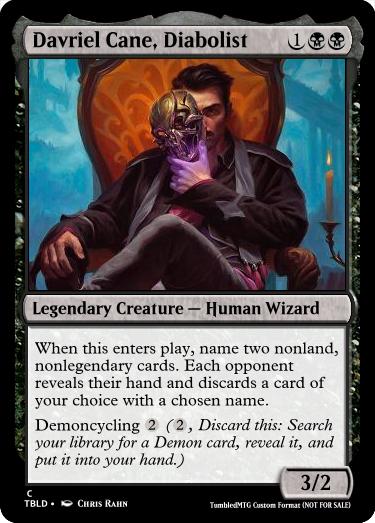 Davriel Cane, Diabolist 1
Legendary Creature — Human Wizard
When this enters play, name two nonland,
nonlegendary cards. Each opponent
reveals their hand and discards a card of
your choice with a chosen name.
Demoncycling 2 (2, Discard this: Search
your library for a Demon card, reveal it, and
put it into your hand.)
3/2
C
TBLD • Chris Rahn
TumbledMTG Custom Format (NOT FOR SALE)